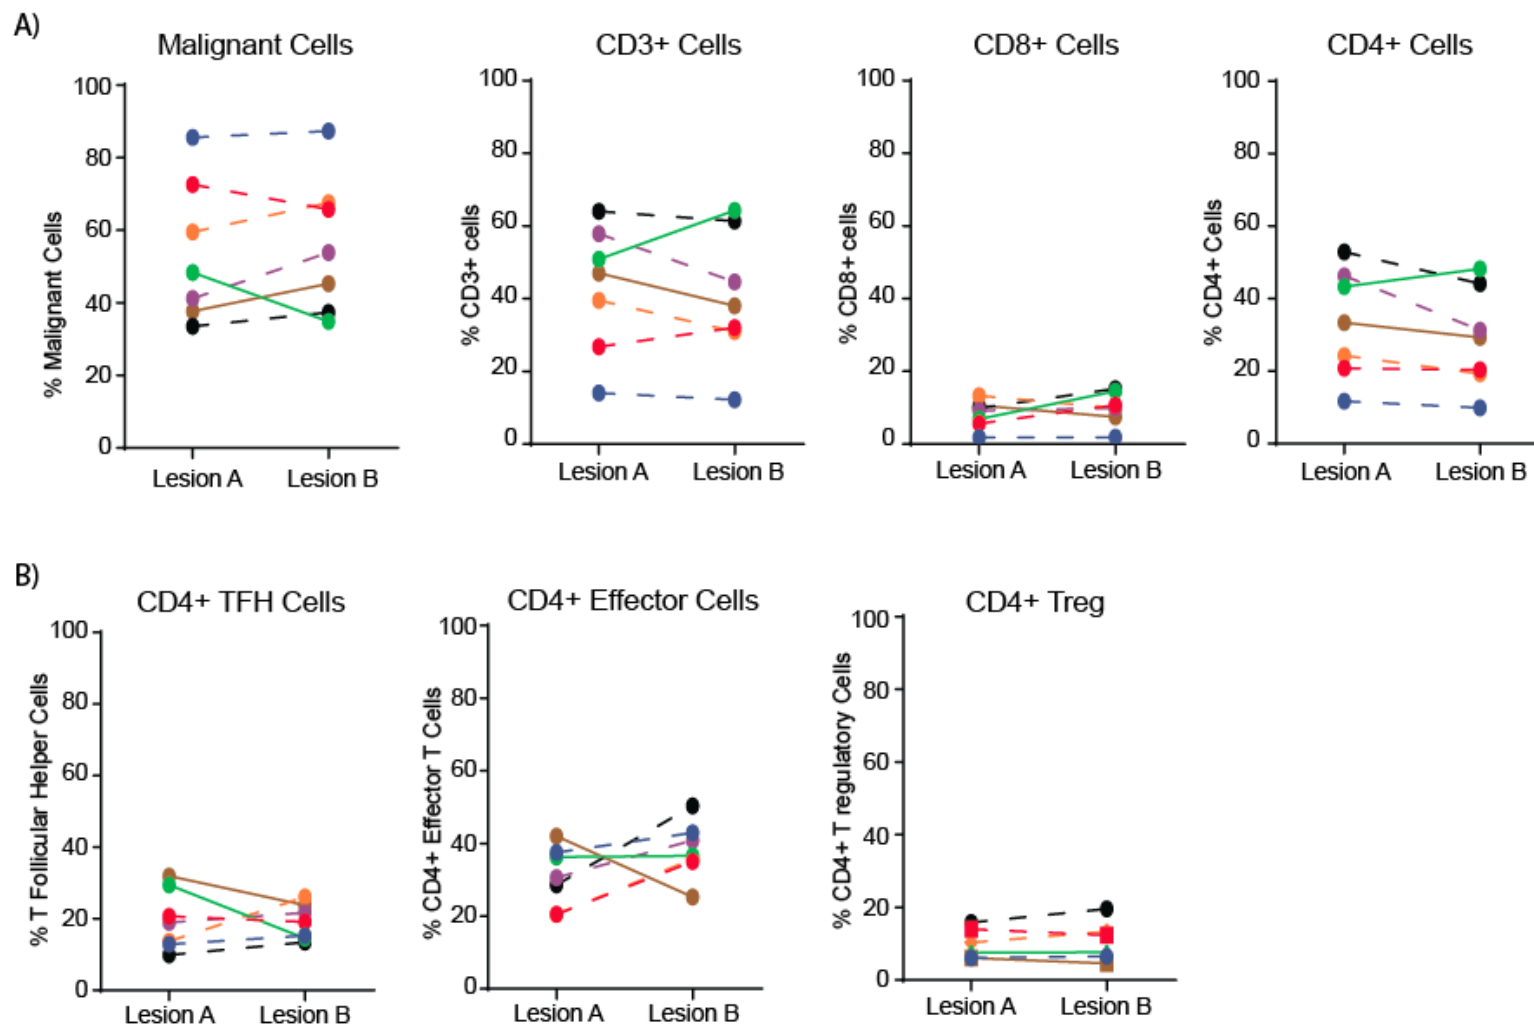 A)
Malignant Cells
CD3+ Cells
CD8+ Cells
CD4+ Cells
% Malignant Cells
100
80
60
40
20
0
Lesion A
Lesion B
% CD3+ cells
100
80
60
40
20
0
Lesion A
Lesion B
% CD8+ cells
100
80
60
40
20
0
Lesion A
Lesion B
% CD4+ Cells
100
80
60
40
20
0
Lesion A
Lesion B
B)
CD4+ TFH Cells
CD4+ Effector Cells
CD4+ Treg
% T Follicular Helper Cells
100
80
60
40
20
0
Lesion A
Lesion B
% CD4+ Effector T Cells
100
80
60
40
20
0
Lesion A
Lesion B
% CD4+ T regulatory Cells
100
80
60
40
20
0
Lesion A
Lesion B